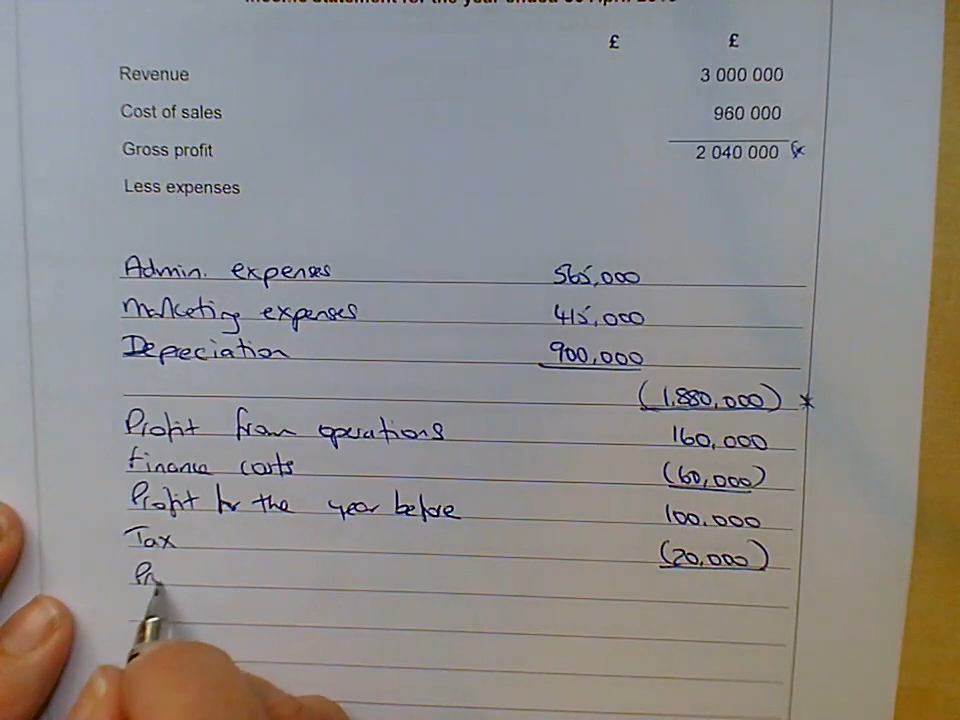 £ £
Revenue 3 000 000
Cost of sales 960 000
Gross profit 2 040 000
Less expenses
Admin. expenses 565,000
Marketing expenses 415,000
Depreciation 900,000
(1,880,000) *
Profit from operations 160,000
Finance costs (60,000)
Profit for the year before 100,000
Tax (20,000)
Pr